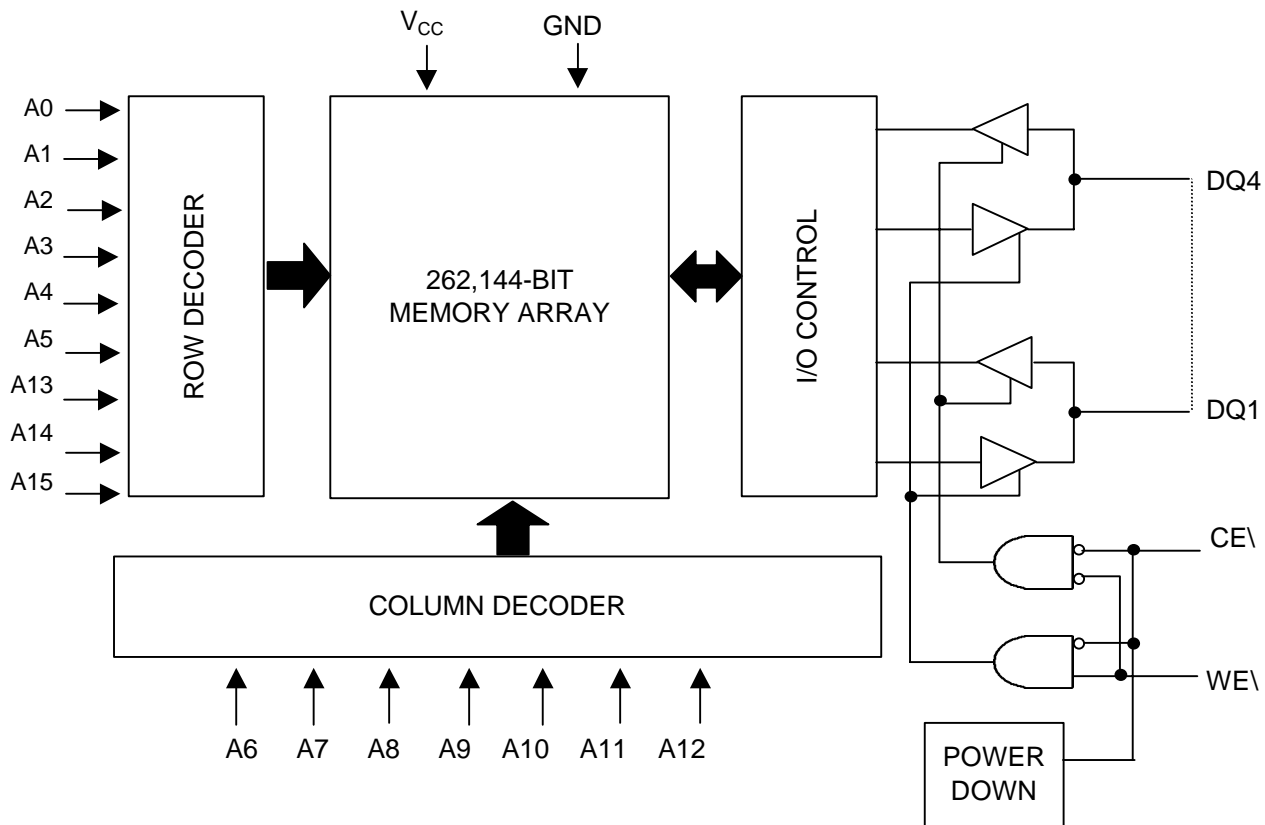 V_CC
GND
A0
A1
A2
A3
A4
A5
A13
A14
A15
ROW DECODER
262,144-BIT
MEMORY ARRAY
I/O CONTROL
DQ4
DQ1
CE\
WE\
COLUMN DECODER
A6
A7
A8
A9
A10
A11
A12
POWER
DOWN